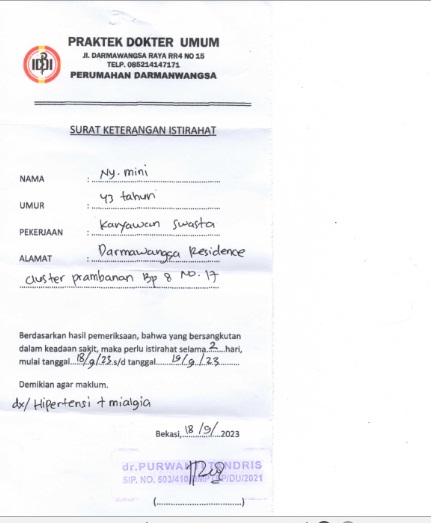 IDI
PRAKTEK DOKTER UMUM
JL. DARMAWANGSA RAYA RR4 NO 15
TELP. 085214147171
PERUMAHAN DARMANWANGSA
SURAT KETERANGAN ISTIRAHAT
NAMA : Ny. mini
UMUR : 43 tahun
PEKERJAAN : Karyawan Swasta
ALAMAT : Darmawangsa Residence
cluster prambanan Bp 8 No. 17
Berdasarkan hasil pemeriksaan, bahwa yang bersangkutan
dalam keadaan sakit, maka perlu istirahat selama 2 hari,
mulai tanggal 18/9/23 s/d tanggal 19/9/23
Demikian agar maklum.
dx/ Hipertensi + mialgia
Bekasi, 18/9/2023
dr.PURWA NDRIS
SIP. NO. 503/410 /DU/2021
(..............................)